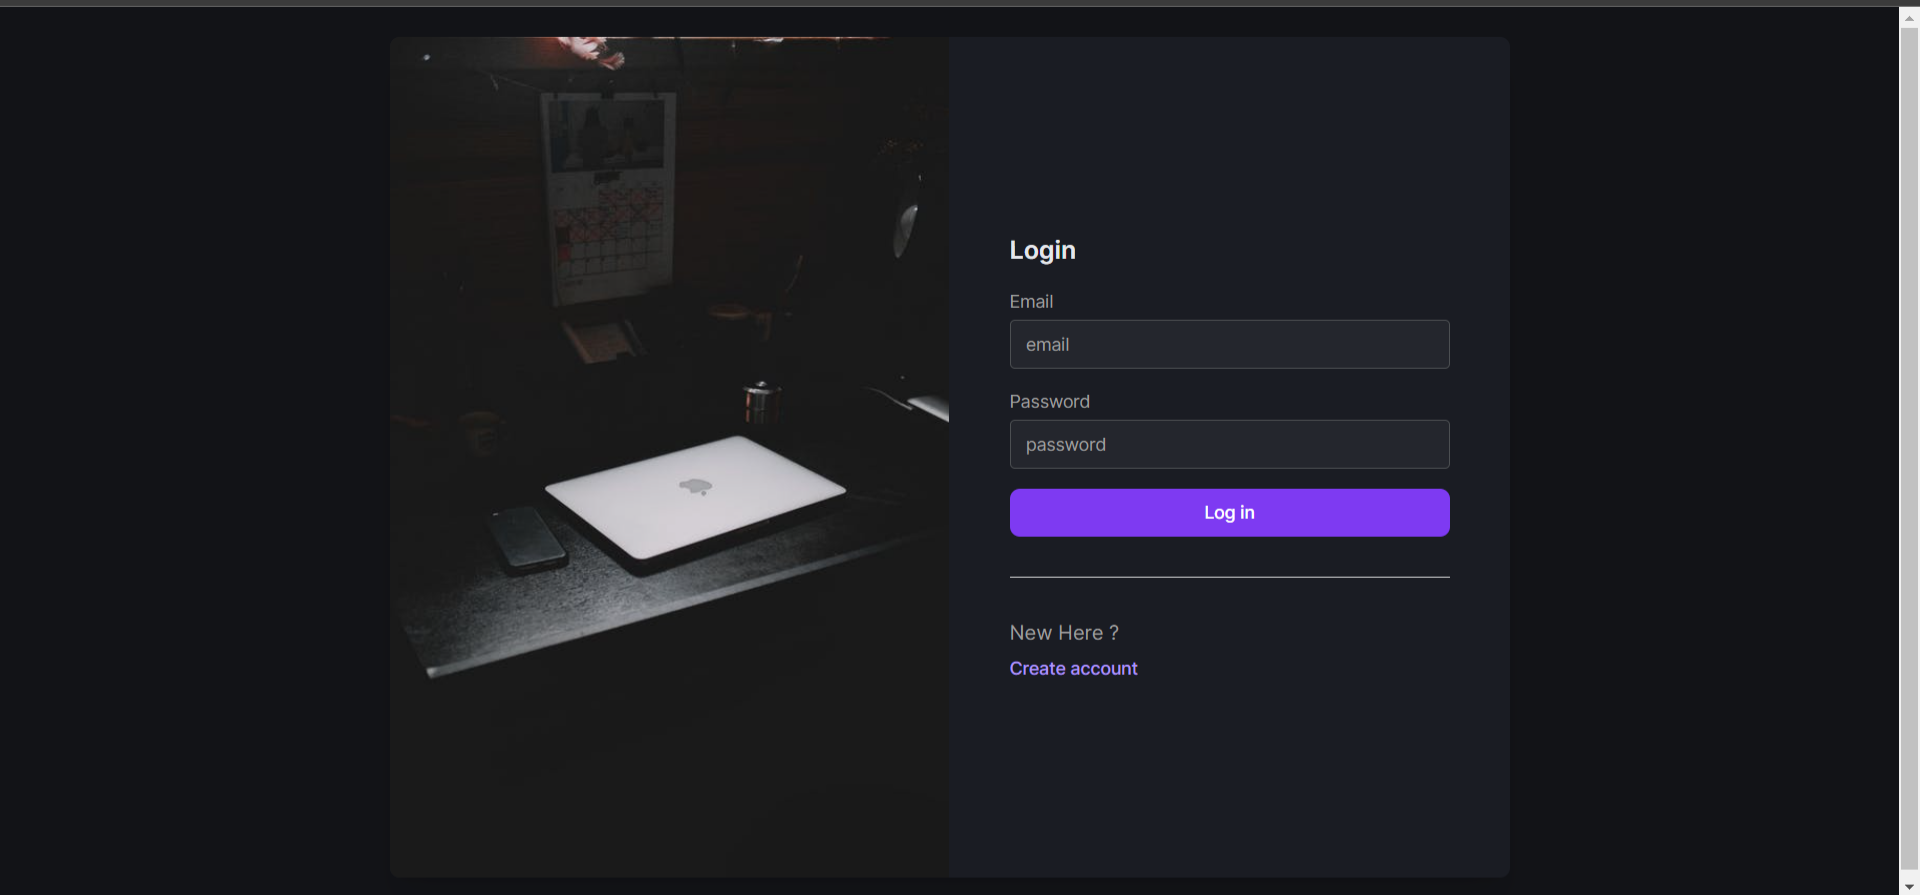 Login
Email
email
Password
password
Log in
New Here ?
Create account